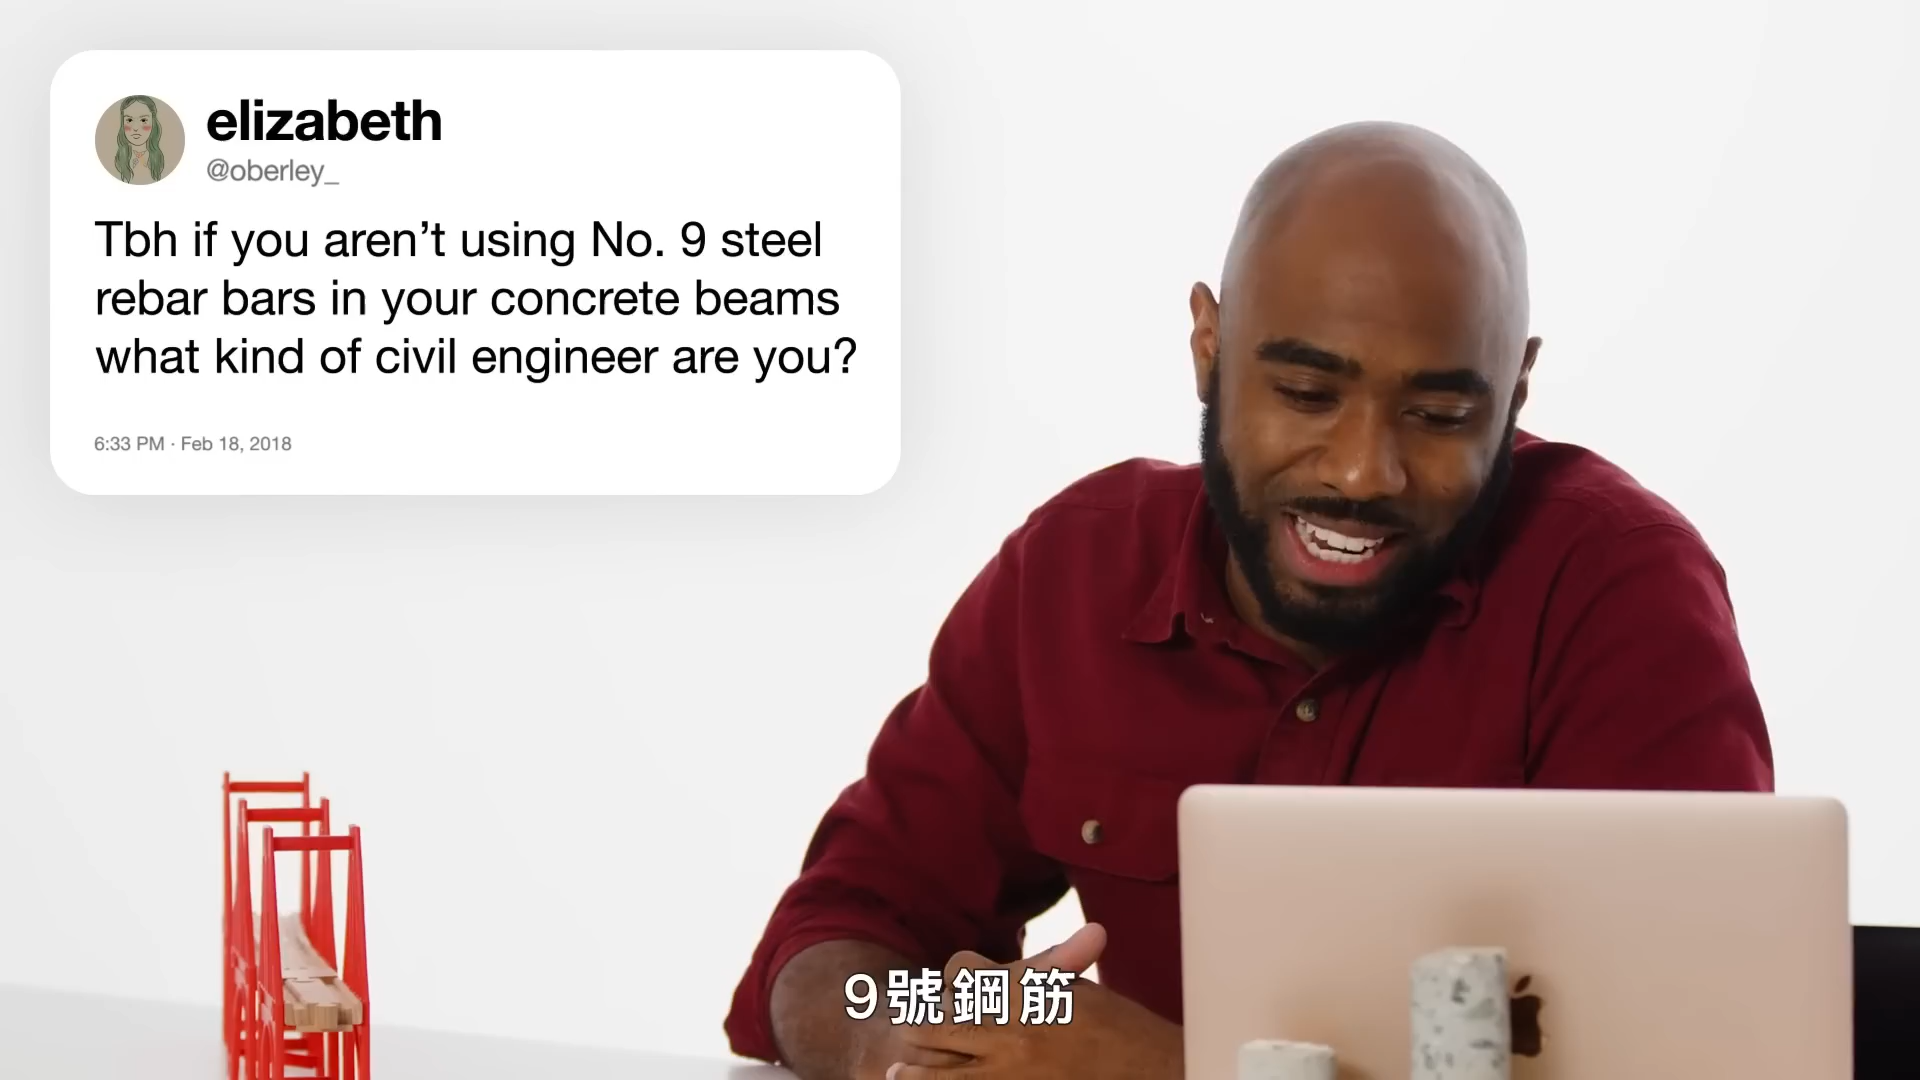 elizabeth
@oberley_
Tbh if you aren’t using No. 9 steel
rebar bars in your concrete beams
what kind of civil engineer are you?
6:33 PM · Feb 18, 2018
9號鋼筋